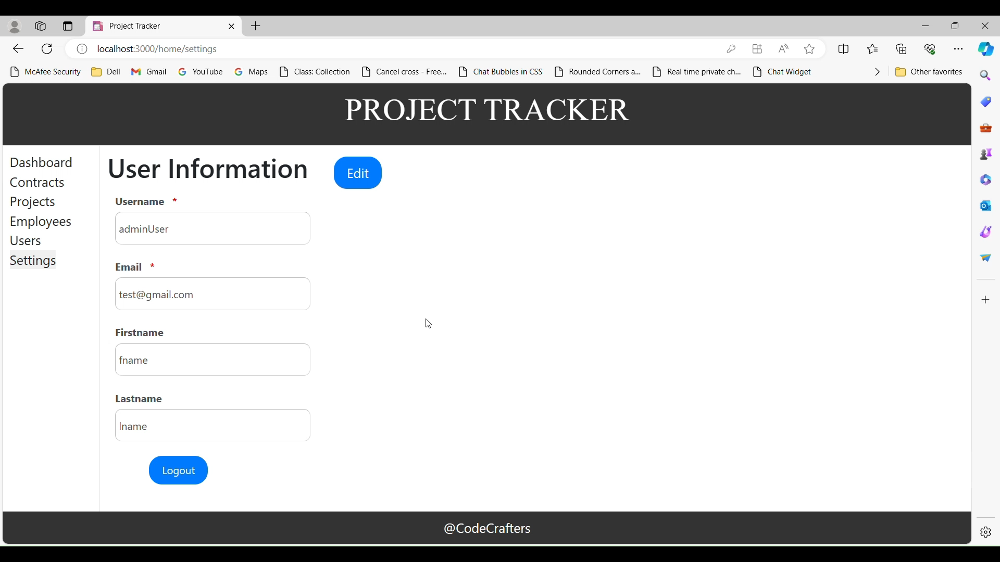 Project Tracker
localhost:3000/home/settings
McAfee Security Dell Gmail YouTube Maps Class: Collection Cancel cross - Free... Chat Bubbles in CSS Rounded Corners a... Real time private ch... Chat Widget Other favorites
PROJECT TRACKER
Dashboard
Contracts
Projects
Employees
Users
Settings
User Information Edit
Username *
adminUser
Email *
test@gmail.com
Firstname
fname
Lastname
lname
Logout
@CodeCrafters